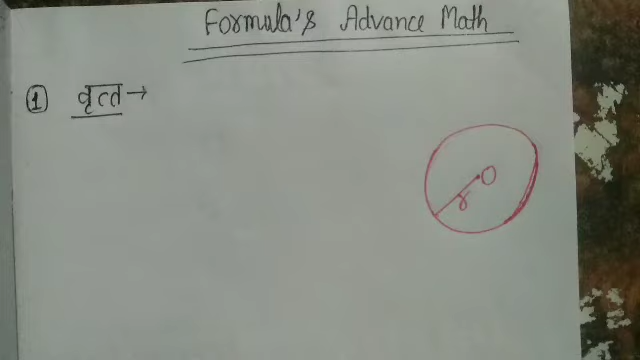 Formula's Advance Math
① वृत्त →
O
r